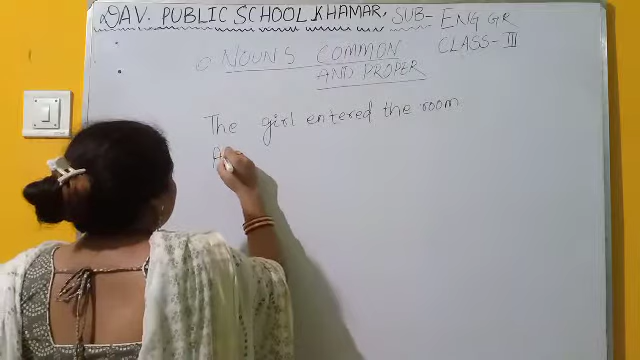 DAV. PUBLIC SCHOOL KHAMAR, SUB- ENG GR
NOUNS COMMON CLASS- III
AND PROPER
The girl entered the room
A